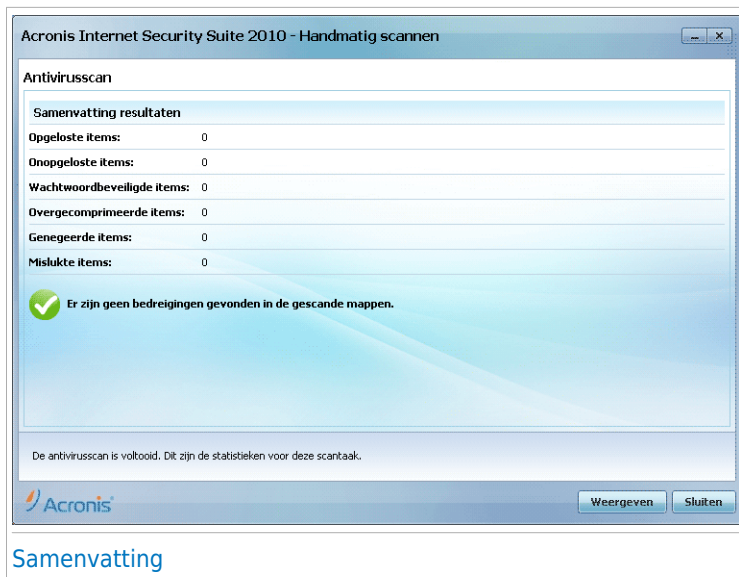 Acronis Internet Security Suite 2010 - Handmatig scannen
Antivirusscan
Samenvatting resultaten
Opgeloste items: 0
Onopgeloste items: 0
Wachtwoordbeveiligde items: 0
Overgecomprimeerde items: 0
Genegeerde items: 0
Mislukte items: 0
Er zijn geen bedreigingen gevonden in de gescande mappen.
De antivirusscan is voltooid. Dit zijn de statistieken voor deze scantaak.
Acronis
Weergeven Sluiten
Samenvatting